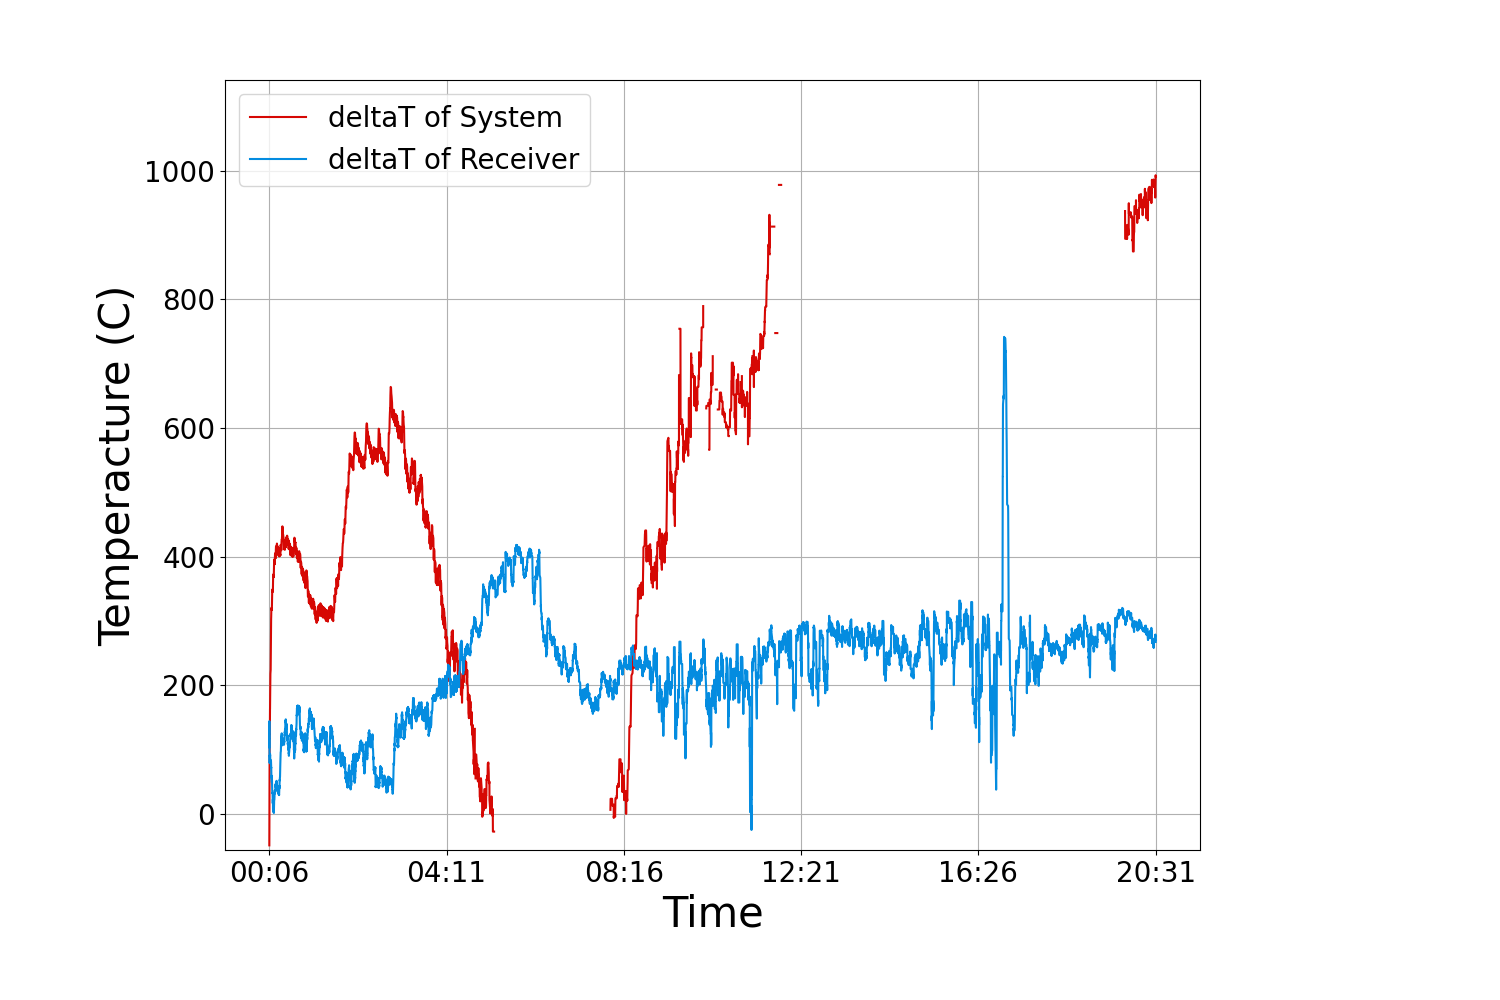 deltaT of System
deltaT of Receiver
Temperacture (C)
1000
800
600
400
200
0
00:06 04:11 08:16 12:21 16:26 20:31
Time